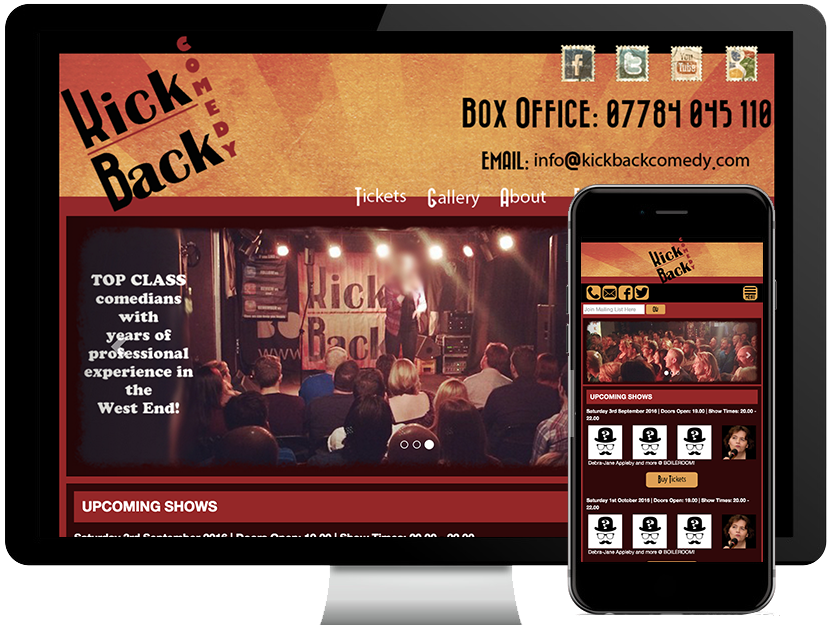 Kick
Back
COMEDY
f
t
You
Tube
g
BOX OFFICE: 07784 045 110
EMAIL: info@kickbackcomedy.com
Tickets Gallery About
TOP CLASS
comedians
with
years of
professional
experience in
the
West End!
Kick
Back
WWW
UPCOMING SHOWS
Saturday 3rd September 2016 | Doors Open: 19.00 | Show Times: 20.00 - 22.00
Kick
Back
COMEDY
f
MENU
Join Mailing List Here
Ok
UPCOMING SHOWS
Saturday 3rd September 2016 | Doors Open: 19.00 | Show Times: 20.00 -
22.00
?
?
?
Debra-Jane Appleby and more @ BOILEROOM!
Buy Tickets
Saturday 1st October 2016 | Doors Open: 19.00 | Show Times: 20.00 -
22.00
?
?
?
Debra-Jane Appleby and more @ BOILEROOM!